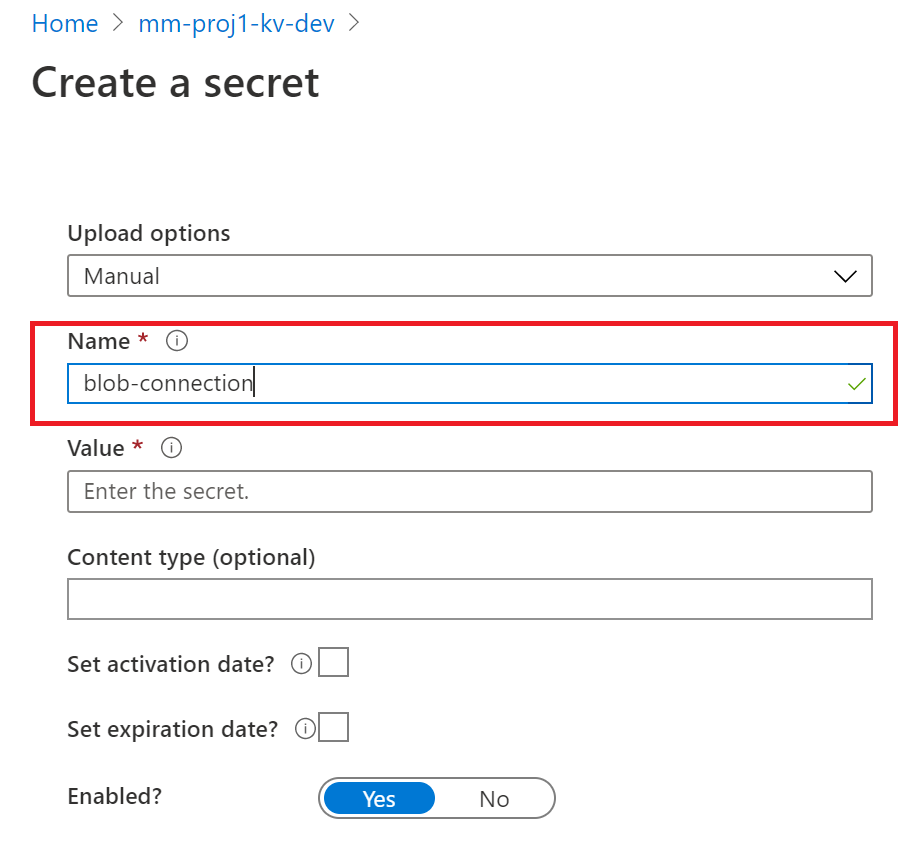 Home > mm-proj1-kv-dev >
Create a secret
Upload options
Manual
Name *
blob-connection
Value *
Enter the secret.
Content type (optional)
Set activation date?
Set expiration date?
Enabled? Yes No